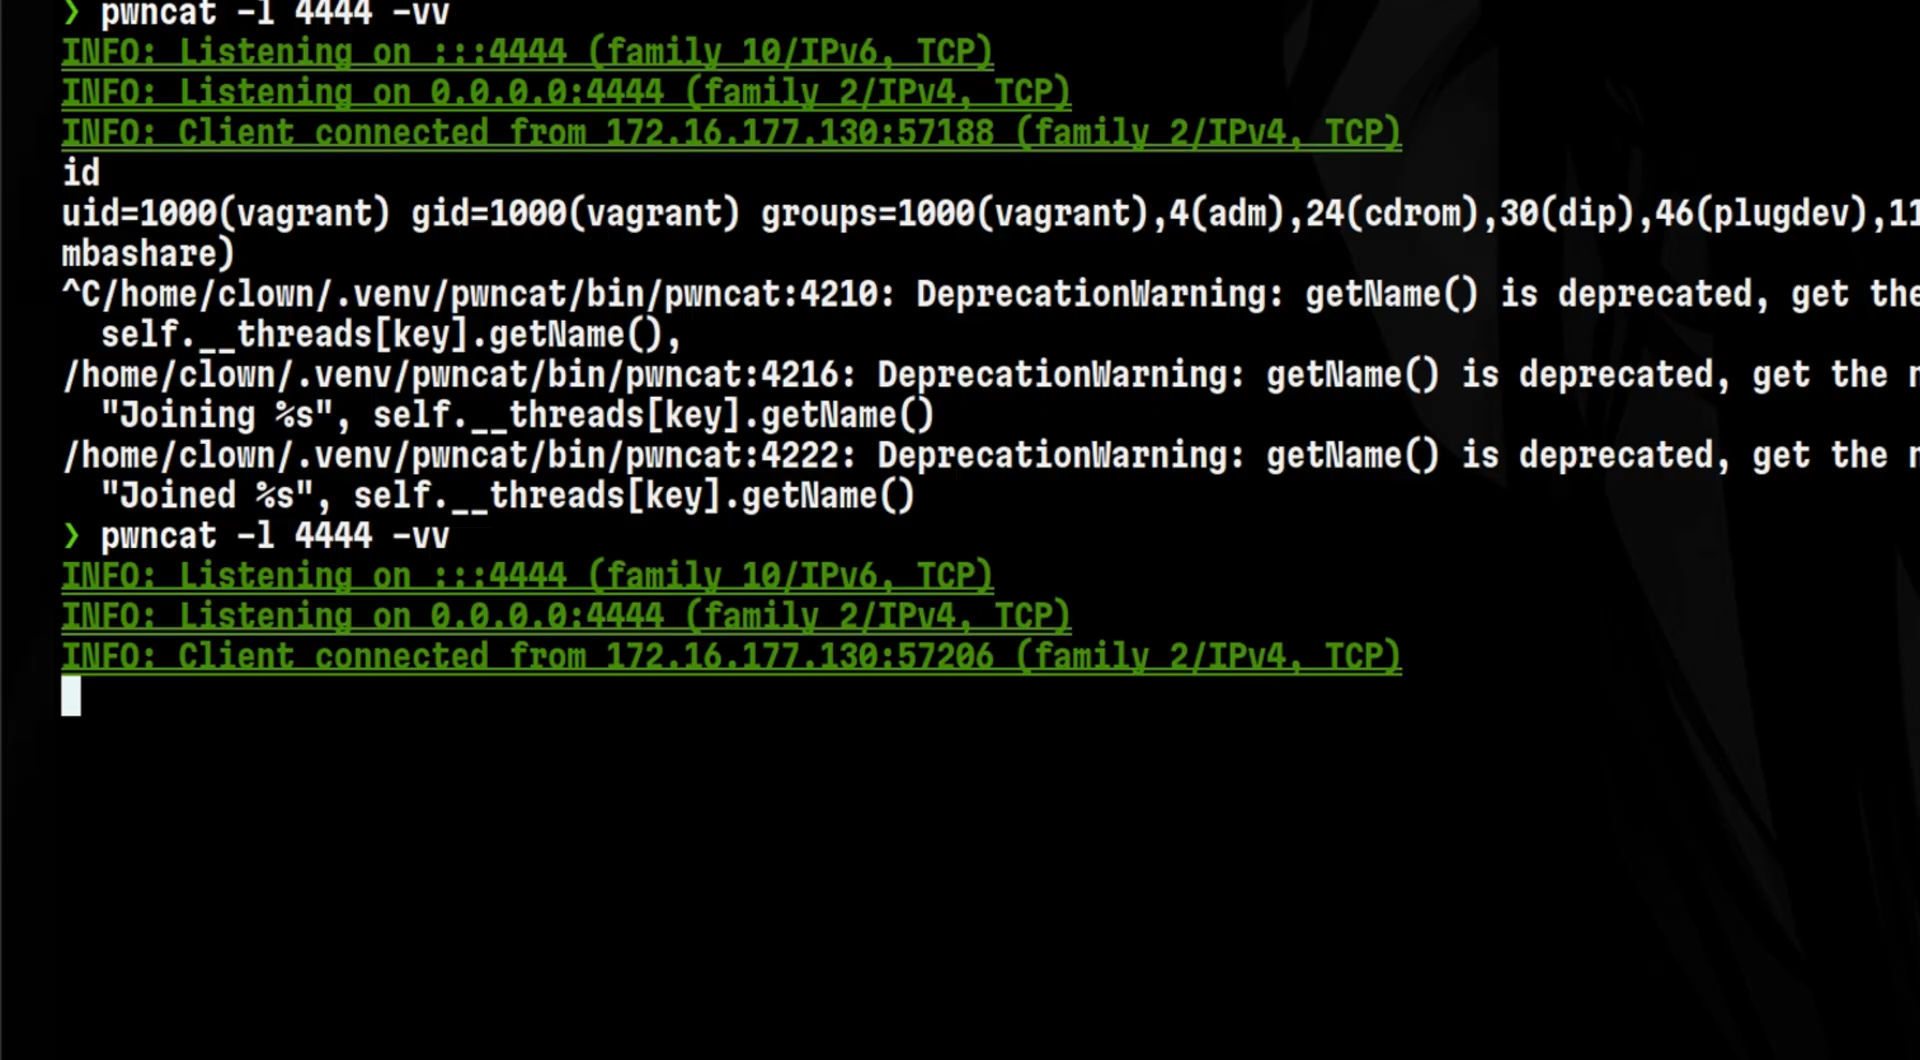 ❯ pwncat -l 4444 -vv
INFO: Listening on :::4444 (family 10/IPv6, TCP)
INFO: Listening on 0.0.0.0:4444 (family 2/IPv4, TCP)
INFO: Client connected from 172.16.177.130:57188 (family 2/IPv4, TCP)
id
uid=1000(vagrant) gid=1000(vagrant) groups=1000(vagrant),4(adm),24(cdrom),30(dip),46(plugdev),11
mbashare)
^C/home/clown/.venv/pwncat/bin/pwncat:4210: DeprecationWarning: getName() is deprecated, get the
  self.__threads[key].getName(),
/home/clown/.venv/pwncat/bin/pwncat:4216: DeprecationWarning: getName() is deprecated, get the
  "Joining %s", self.__threads[key].getName()
/home/clown/.venv/pwncat/bin/pwncat:4222: DeprecationWarning: getName() is deprecated, get the
  "Joined %s", self.__threads[key].getName()
❯ pwncat -l 4444 -vv
INFO: Listening on :::4444 (family 10/IPv6, TCP)
INFO: Listening on 0.0.0.0:4444 (family 2/IPv4, TCP)
INFO: Client connected from 172.16.177.130:57206 (family 2/IPv4, TCP)